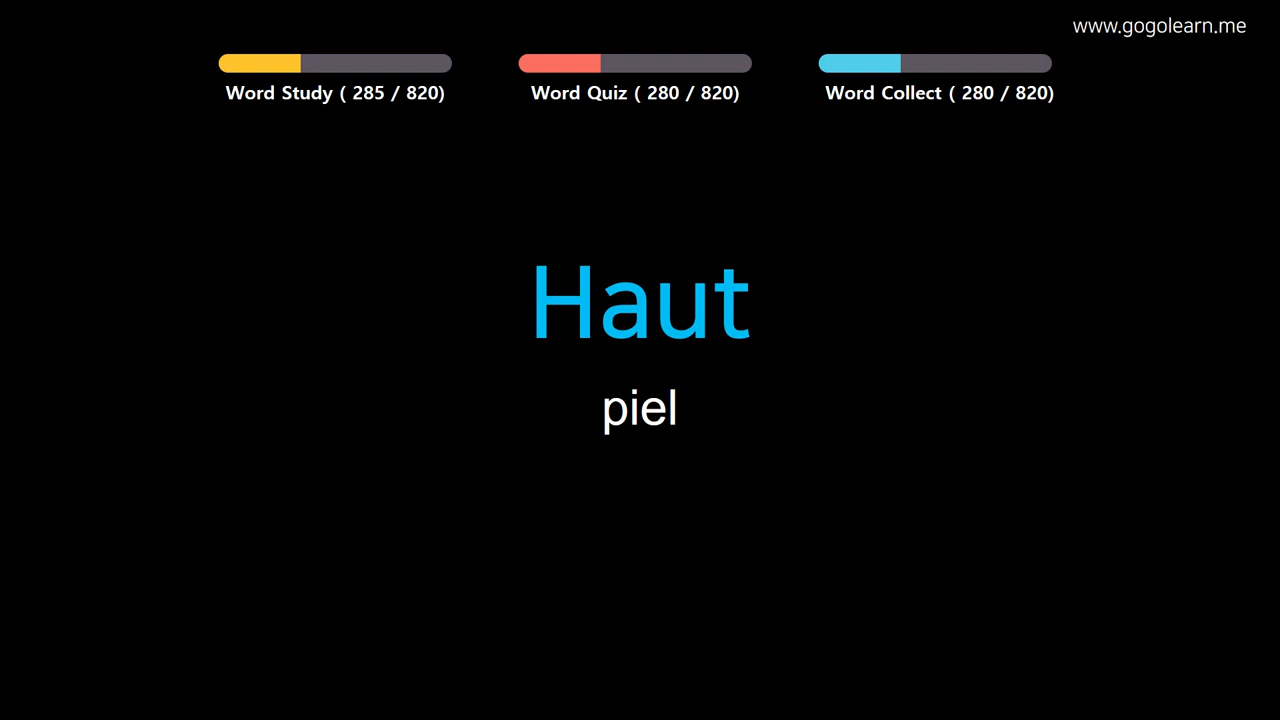 www.gogolearn.me
Word Study ( 285 / 820)
Word Quiz ( 280 / 820)
Word Collect ( 280 / 820)
Haut
piel